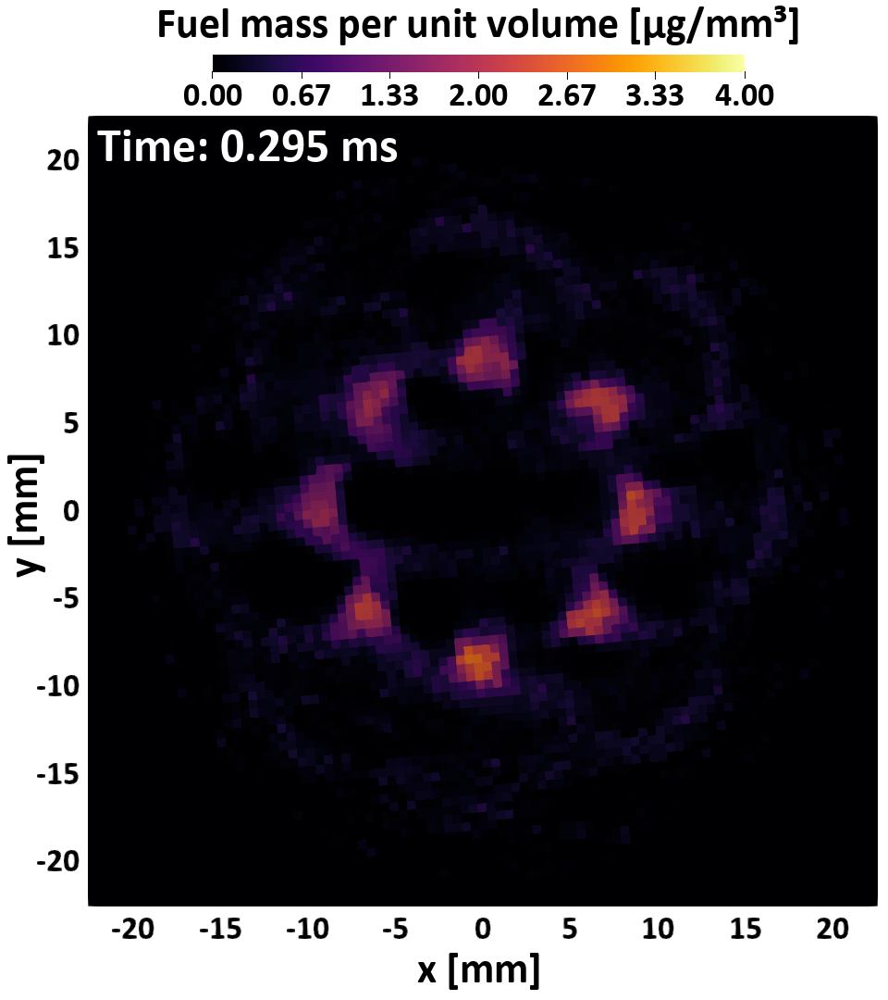 Fuel mass per unit volume [µg/mm³]
0.00 0.67 1.33 2.00 2.67 3.33 4.00
Time: 0.295 ms
20
15
10
5
0
-5
-10
-15
-20
y [mm]
-20 -15 -10 -5 0 5 10 15 20
x [mm]